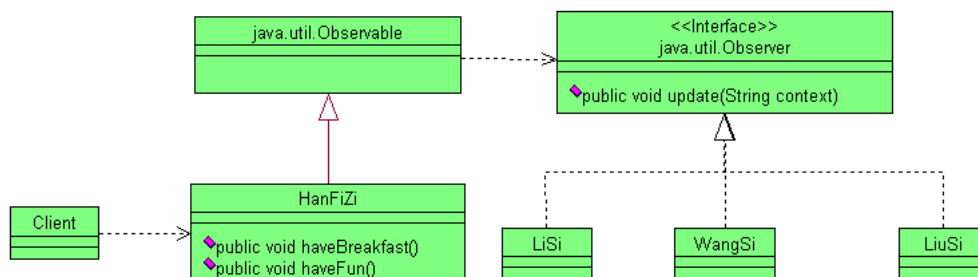 java.util.Observable
<<Interface>>
java.util.Observer
public void update(String context)
Client
HanFiZi
public void haveBreakfast()
public void haveFun()
LiSi
WangSi
LiuSi